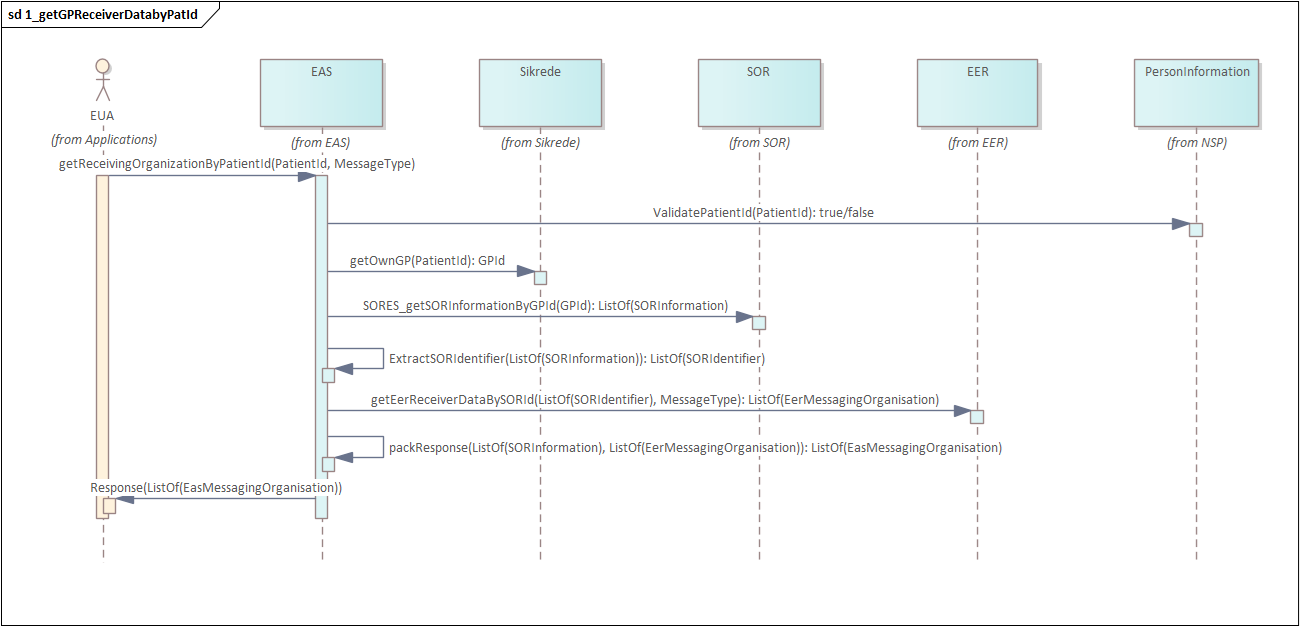 sd 1_getGPReceiverDatabyPatId
EUA
(from Applications)
EAS
(from EAS)
Sikrede
(from Sikrede)
SOR
(from SOR)
EER
(from EER)
PersonInformation
(from NSP)
getReceivingOrganizationByPatientId(PatientId, MessageType)
ValidatePatientId(PatientId): true/false
getOwnGP(PatientId): GPId
SORES_getSORInformationByGPId(GPId): ListOf(SORInformation)
ExtractSORIdentifier(ListOf(SORInformation)): ListOf(SORIdentifier)
getEerReceiverDataBySORId(ListOf(SORIdentifier), MessageType): ListOf(EerMessagingOrganisation)
packResponse(ListOf(SORInformation), ListOf(EerMessagingOrganisation)): ListOf(EasMessagingOrganisation)
Response(ListOf(EasMessagingOrganisation))